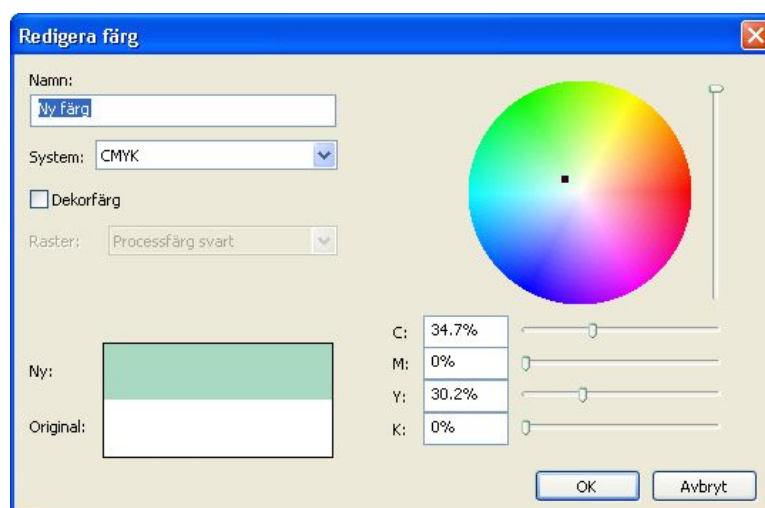 Redigera färg
Namn:
Ny färg
System: CMYK
Dekorfärg
Raster: Processfärg svart
Ny:
Original:
C: 34.7%
M: 0%
Y: 30.2%
K: 0%
OK Avbryt